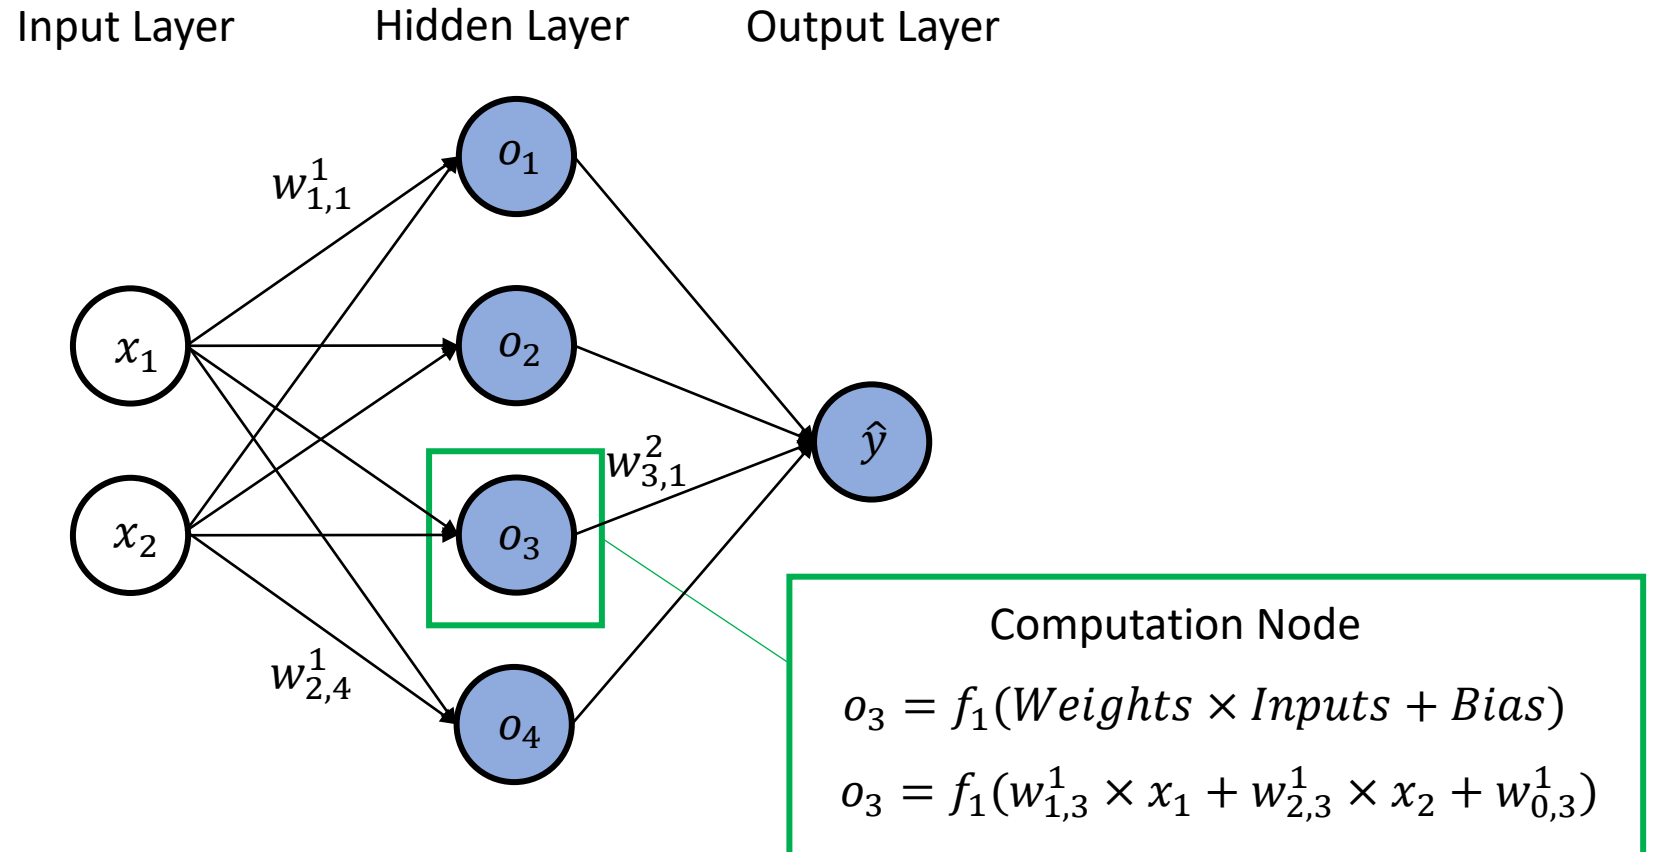 Input Layer
Hidden Layer
Output Layer
w¹₁,₁
o₁
x₁
o₂
ŷ
w²₃,₁
x₂
o₃
w¹₂,₄
o₄
Computation Node
o₃ = f₁(Weights × Inputs + Bias)
o₃ = f₁(w¹₁,₃ × x₁ + w¹₂,₃ × x₂ + w¹₀,₃)